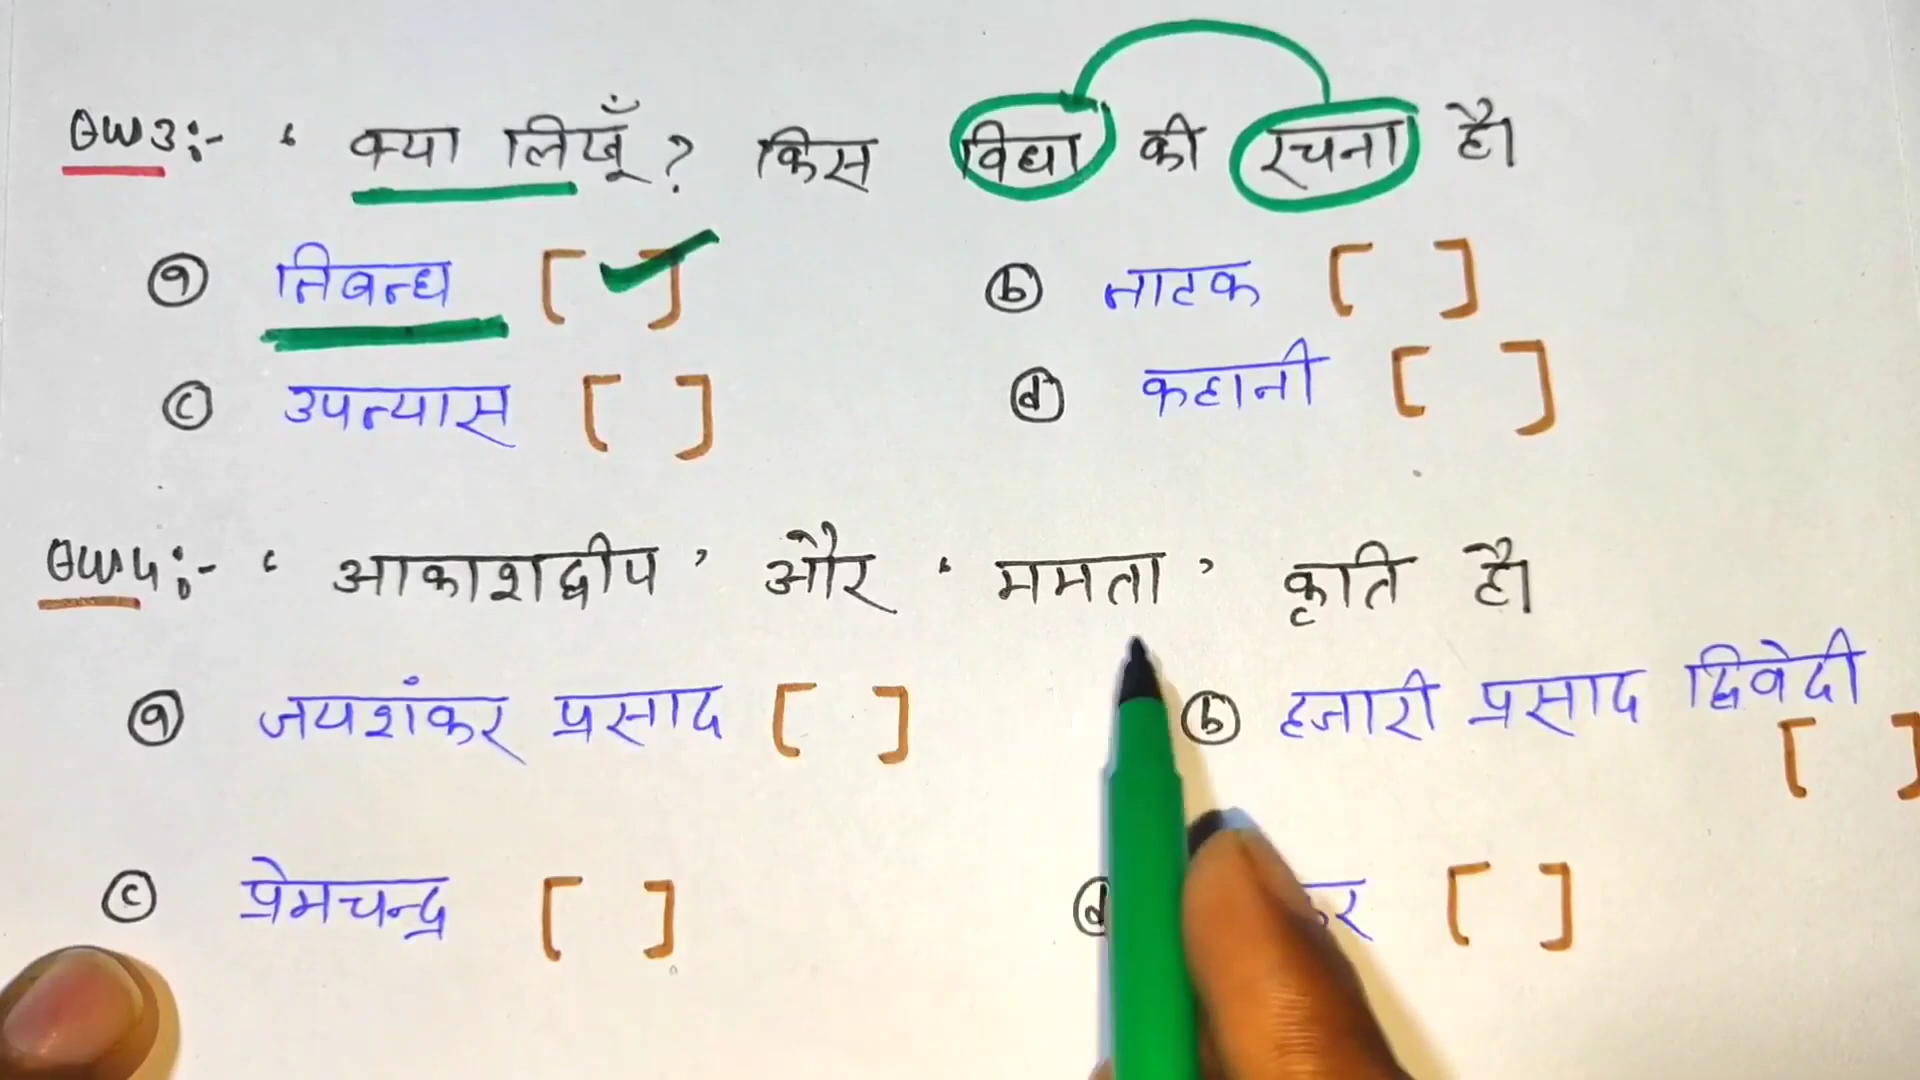 QW3:- ‘ क्या लिखूँ ? किस विधा की रचना है।
(a) निबन्ध [ ✓ ] (b) नाटक [ ]
(c) उपन्यास [ ] (d) कहानी [ ]
QW4:- ‘ आकाशद्वीप ’ और ‘ ममता ’ कृति है।
(a) जयशंकर प्रसाद [ ] (b) हजारी प्रसाद द्विवेदी [ ]
(c) प्रेमचन्द्र [ ] (d) [ ]